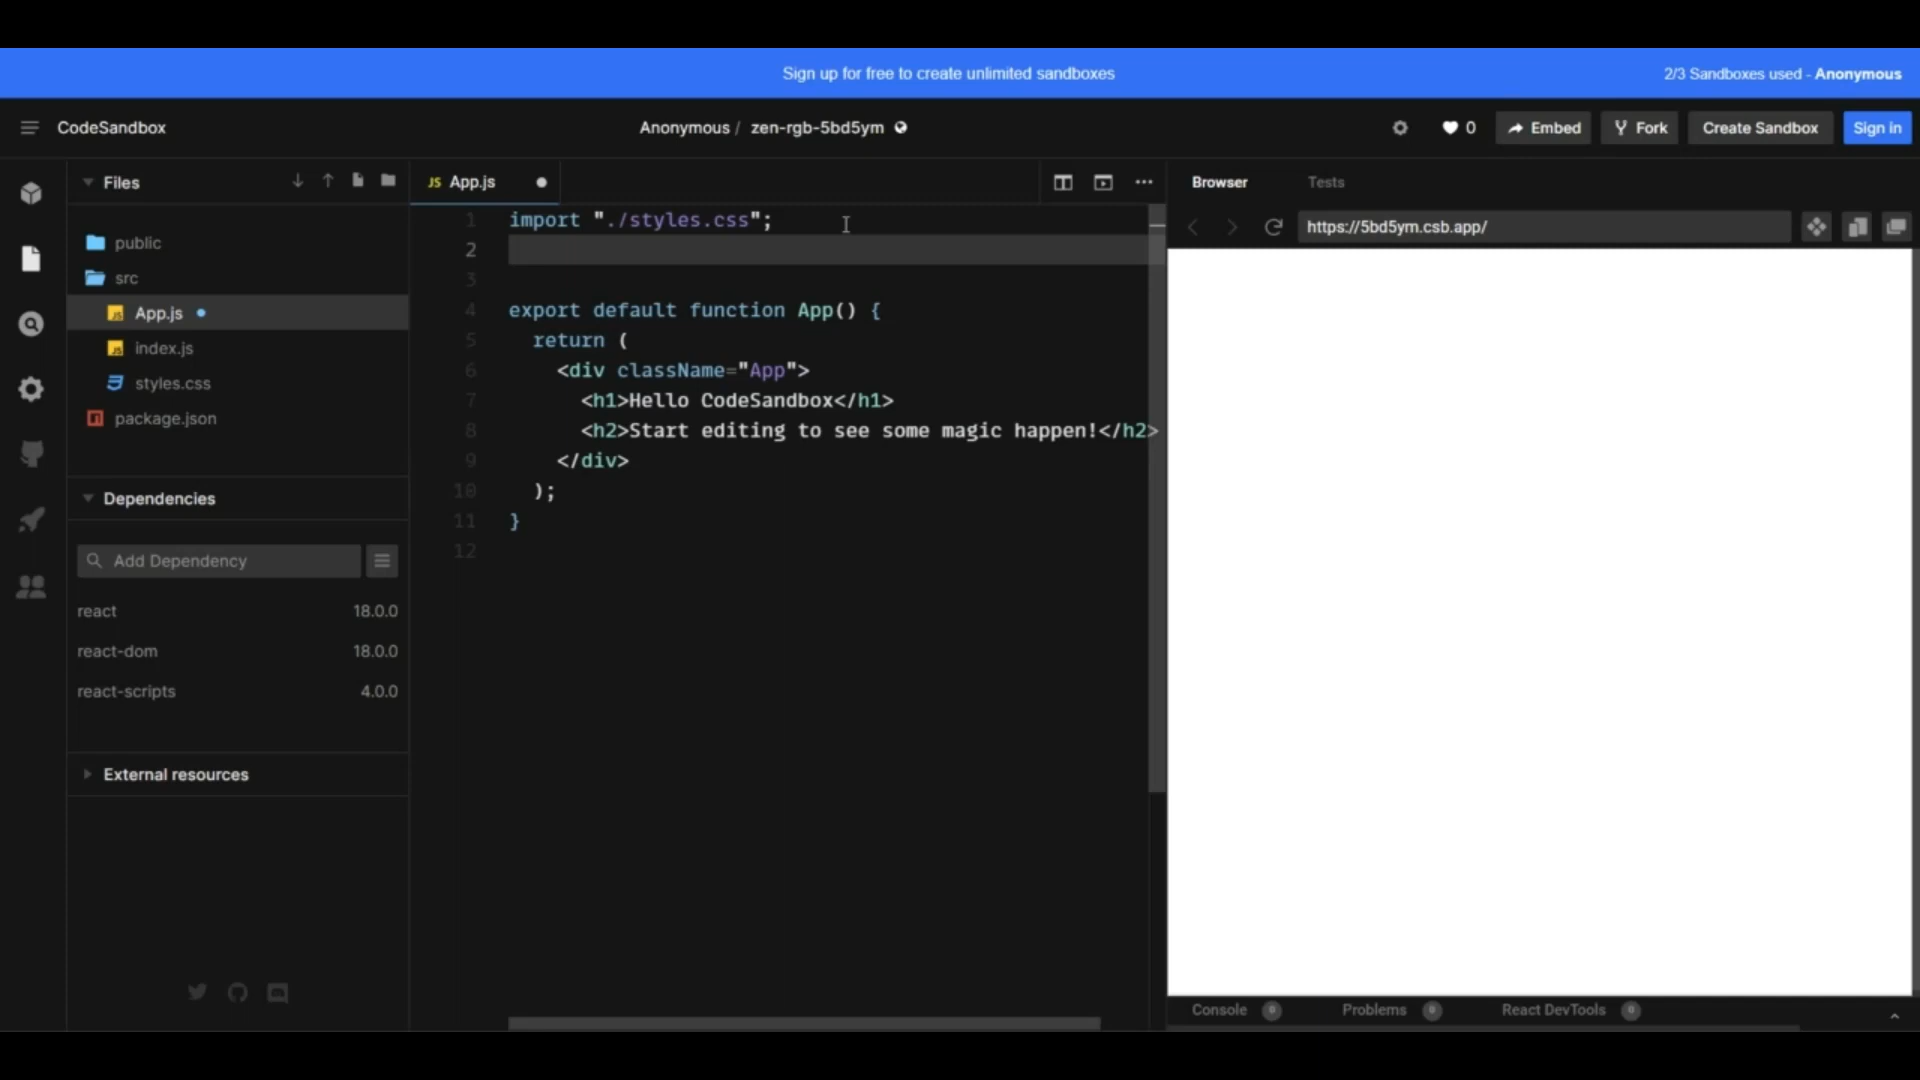 Sign up for free to create unlimited sandboxes
2/3 Sandboxes used - Anonymous
CodeSandbox
Anonymous / zen-rgb-5bd5ym
0
Embed
Fork
Create Sandbox
Sign in
Files
public
src
App.js
index.js
styles.css
package.json
Dependencies
Add Dependency
react 18.0.0
react-dom 18.0.0
react-scripts 4.0.0
External resources
JS App.js
1 import "./styles.css";
2
3
4 export default function App() {
5 return (
6 <div className="App">
7 <h1>Hello CodeSandbox</h1>
8 <h2>Start editing to see some magic happen!</h2>
9 </div>
10 );
11 }
12
Browser
Tests
https://5bd5ym.csb.app/
Console 0
Problems 0
React DevTools 0